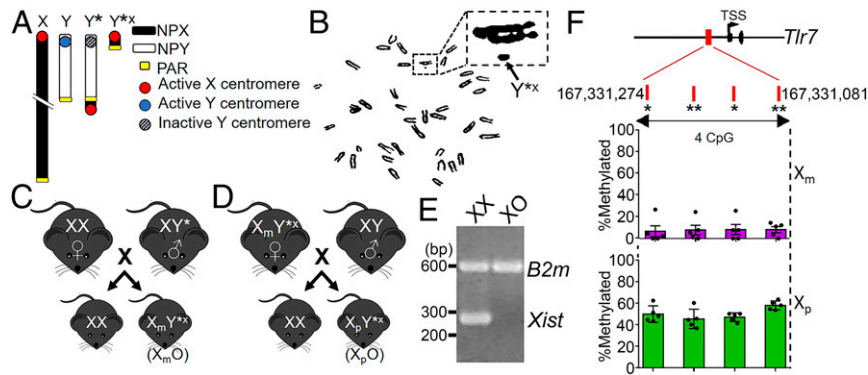 A
X Y Y* Y*x
NPX
NPY
PAR
Active X centromere
Active Y centromere
Inactive Y centromere
B
Y*x
C
XX XY*
♀ X ♂
XX XmY*x
(XmO)
D
XmY*x XY
♀ X ♂
XX XpY*x
(XpO)
E
XX XO
(bp)
600 B2m
300
200 Xist
F
TSS
Tlr7
167,331,274 167,331,081
* ** * **
4 CpG
%Methylated
100
80
60
40
20
0
Xm
%Methylated
100
80
60
40
20
0
Xp